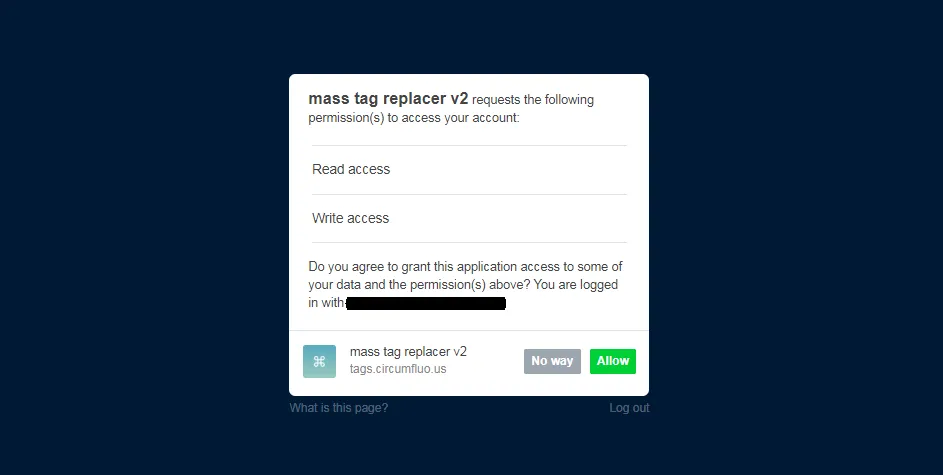 mass tag replacer v2 requests the following
permission(s) to access your account:
Read access
Write access
Do you agree to grant this application access to some of
your data and the permission(s) above? You are logged
in with
mass tag replacer v2
tags.circumfluo.us
No way
Allow
What is this page?
Log out